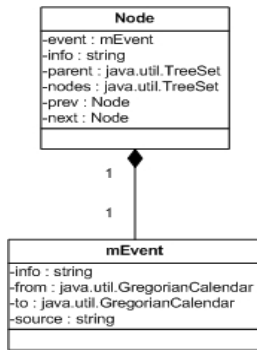 Node
-event : mEvent
-info : string
-parent : java.util.TreeSet
-nodes : java.util.TreeSet
-prev : Node
-next : Node
1
1
mEvent
-info : string
-from : java.util.GregorianCalendar
-to : java.util.GregorianCalendar
-source : string